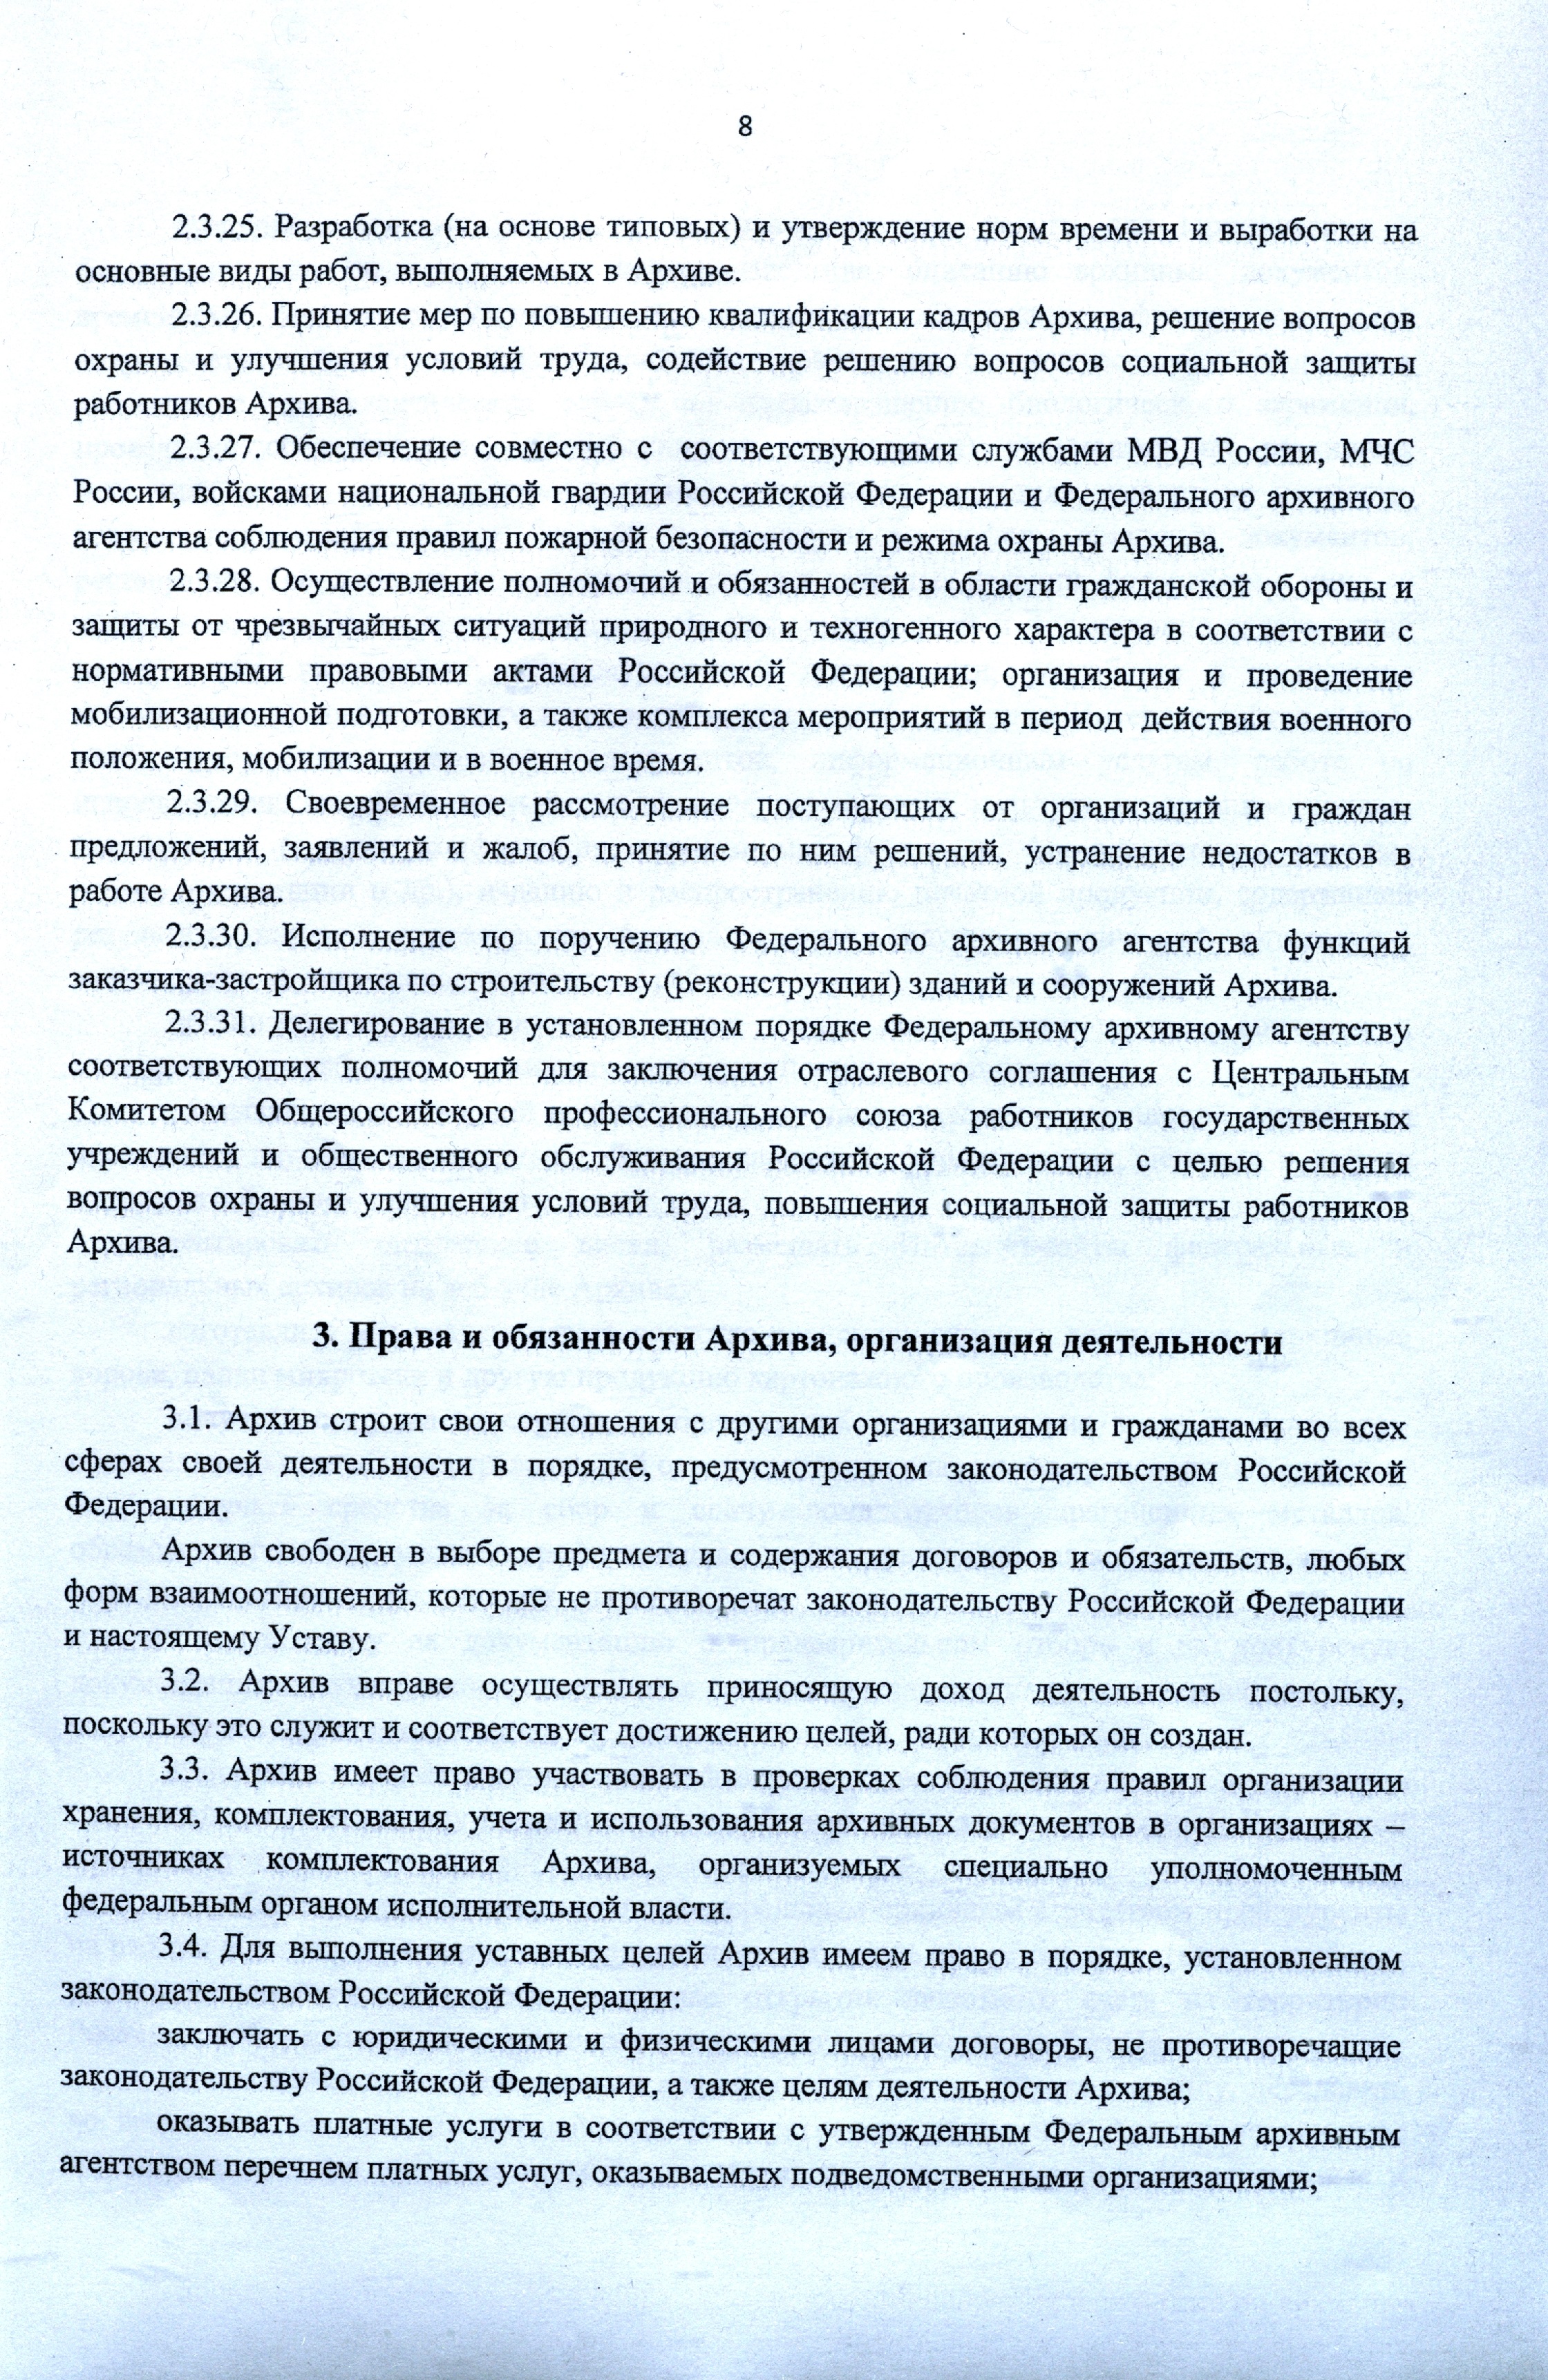 8
2.3.25. Разработка (на основе типовых) и утверждение норм времени и выработки на
основные виды работ, выполняемых в Архиве.
2.3.26. Принятие мер по повышению квалификации кадров Архива, решение вопросов
охраны и улучшения условий труда, содействие решению вопросов социальной защиты
работников Архива.
2.3.27. Обеспечение совместно с соответствующими службами МВД России, МЧС
России, войсками национальной гвардии Российской Федерации и Федерального архивного
агентства соблюдения правил пожарной безопасности и режима охраны Архива.
2.3.28. Осуществление полномочий и обязанностей в области гражданской обороны и
защиты от чрезвычайных ситуаций природного и техногенного характера в соответствии с
нормативными правовыми актами Российской Федерации; организация и проведение
мобилизационной подготовки, а также комплекса мероприятий в период действия военного
положения, мобилизации и в военное время.
2.3.29. Своевременное рассмотрение поступающих от организаций и граждан
предложений, заявлений и жалоб, принятие по ним решений, устранение недостатков в
работе Архива.
2.3.30. Исполнение по поручению Федерального архивного агентства функций
заказчика-застройщика по строительству (реконструкции) зданий и сооружений Архива.
2.3.31. Делегирование в установленном порядке Федеральному архивному агентству
соответствующих полномочий для заключения отраслевого соглашения с Центральным
Комитетом Общероссийского профессионального союза работников государственных
учреждений и общественного обслуживания Российской Федерации с целью решения
вопросов охраны и улучшения условий труда, повышения социальной защиты работников
Архива.
3. Права и обязанности Архива, организация деятельности
3.1. Архив строит свои отношения с другими организациями и гражданами во всех
сферах своей деятельности в порядке, предусмотренном законодательством Российской
Федерации.
Архив свободен в выборе предмета и содержания договоров и обязательств, любых
форм взаимоотношений, которые не противоречат законодательству Российской Федерации
и настоящему Уставу.
3.2. Архив вправе осуществлять приносящую доход деятельность постольку,
поскольку это служит и соответствует достижению целей, ради которых он создан.
3.3. Архив имеет право участвовать в проверках соблюдения правил организации
хранения, комплектования, учета и использования архивных документов в организациях –
источниках комплектования Архива, организуемых специально уполномоченным
федеральным органом исполнительной власти.
3.4. Для выполнения уставных целей Архив имеем право в порядке, установленном
законодательством Российской Федерации:
заключать с юридическими и физическими лицами договоры, не противоречащие
законодательству Российской Федерации, а также целям деятельности Архива;
оказывать платные услуги в соответствии с утвержденным Федеральным архивным
агентством перечнем платных услуг, оказываемых подведомственными организациями;